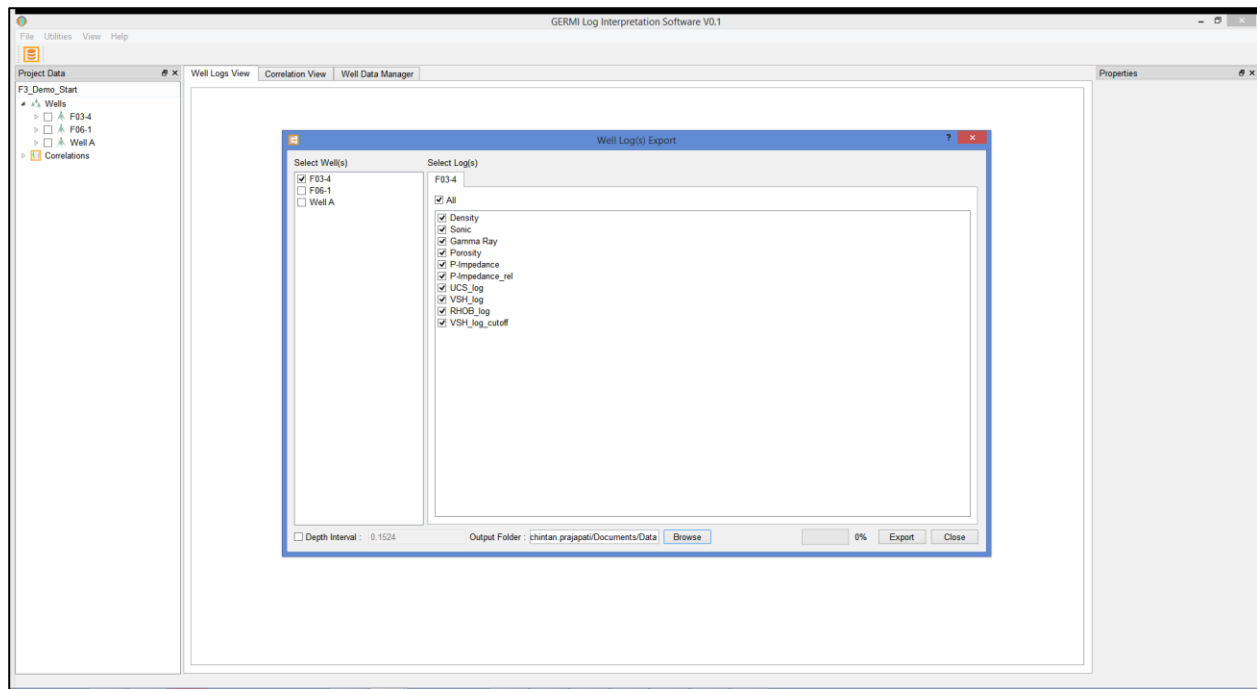 GERMI Log Interpretation Software V0.1
File Utilities View Help
Project Data
F3_Demo_Start
Wells
F03-4
F06-1
Well A
Correlations
Well Logs View Correlation View Well Data Manager
Properties
Well Log(s) Export
?
Select Well(s)
F03-4
F06-1
Well A
Select Log(s)
F03-4
All
Density
Sonic
Gamma Ray
Porosity
P-Impedance
P-Impedance_rel
UCS_log
VSH_log
RHOB_log
VSH_log_cutoff
Depth Interval : 0.1524 Output Folder : chintan.prajapati/Documents/Data Browse 0% Export Close